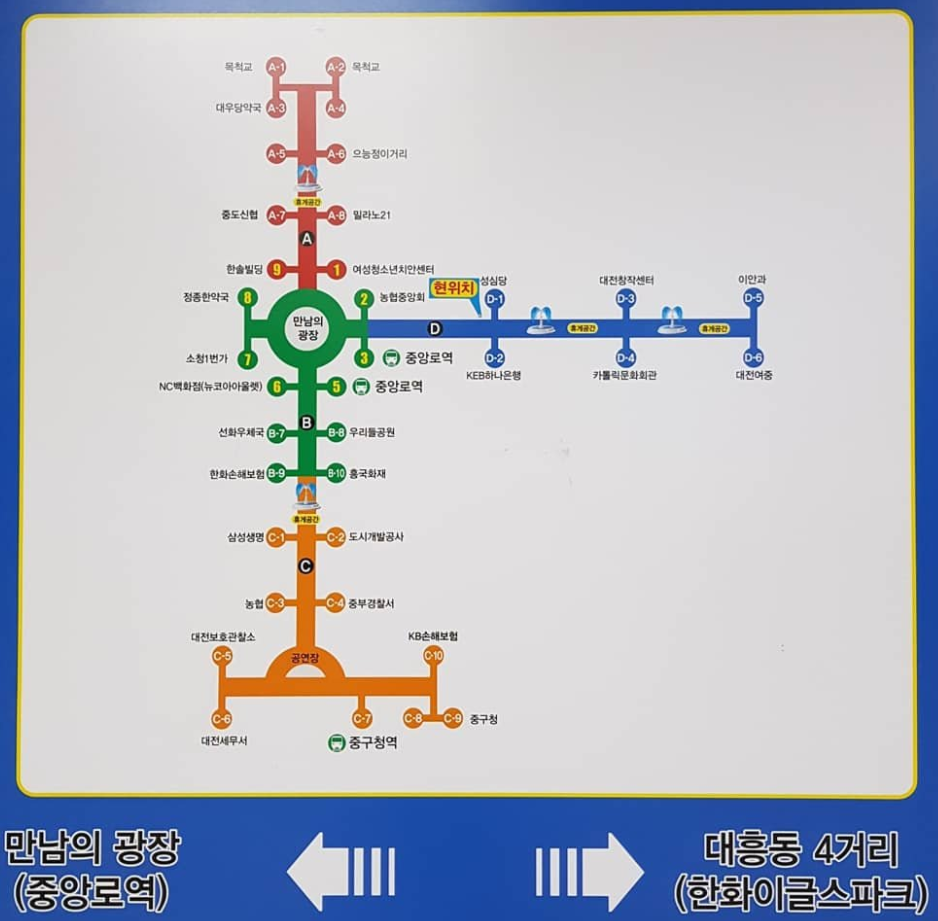 A-1
A-2
목척교
목척교
대우당약국
A-3
A-4
A-5
A-6
으능정이거리
휴게공간
중도신협
A-7
A-8
밀라노21
A
한솔빌딩
9
1
여성청소년치안센터
정종한약국
8
2
농협중앙회
만남의
광장
소청1번가
7
3
중앙로역
현위치
성심당
D-1
대전창작센터
D-3
이안과
D-5
D
휴게공간
휴게공간
D-2
KEB하나은행
D-4
카톨릭문화회관
D-6
대전여중
NC백화점(뉴코아아울렛)
6
5
중앙로역
B
선화우체국
B-7
B-8
우리들공원
한화손해보험
B-9
B-10
흥국화재
휴게공간
삼성생명
C-1
C-2
도시개발공사
C
농협
C-3
C-4
중부경찰서
대전보호관찰소
C-5
공연장
KB손해보험
C-10
C-6
대전세무서
C-7
중구청역
C-8
C-9
중구청
만남의 광장
(중앙로역)
대흥동 4거리
(한화이글스파크)